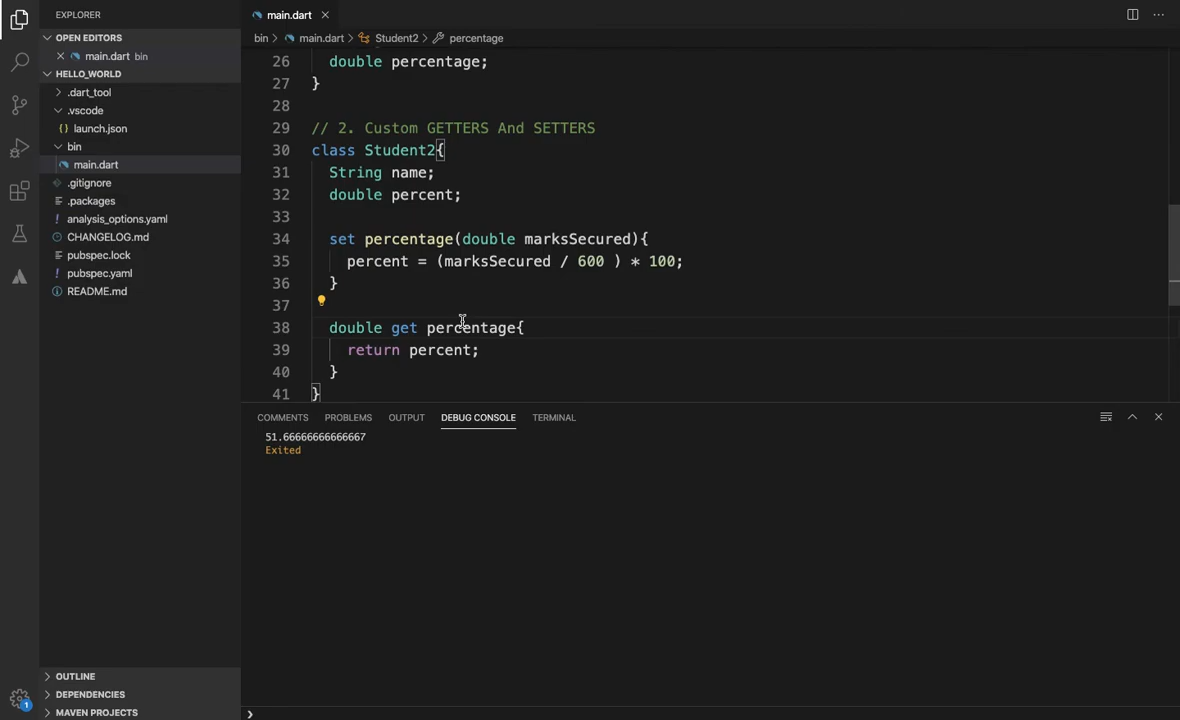 EXPLORER
OPEN EDITORS
main.dart bin
HELLO_WORLD
.dart_tool
.vscode
launch.json
bin
main.dart
.gitignore
.packages
analysis_options.yaml
CHANGELOG.md
pubspec.lock
pubspec.yaml
README.md
OUTLINE
DEPENDENCIES
MAVEN PROJECTS
1
main.dart
bin > main.dart > Student2 > percentage
26 double percentage;
27 }
28
29 // 2. Custom GETTERS And SETTERS
30 class Student2{
31 String name;
32 double percent;
33
34 set percentage(double marksSecured){
35 percent = (marksSecured / 600 ) * 100;
36 }
37
38 double get percentage{
39 return percent;
40 }
41 }
COMMENTS PROBLEMS OUTPUT DEBUG CONSOLE TERMINAL
51.66666666666667
Exited